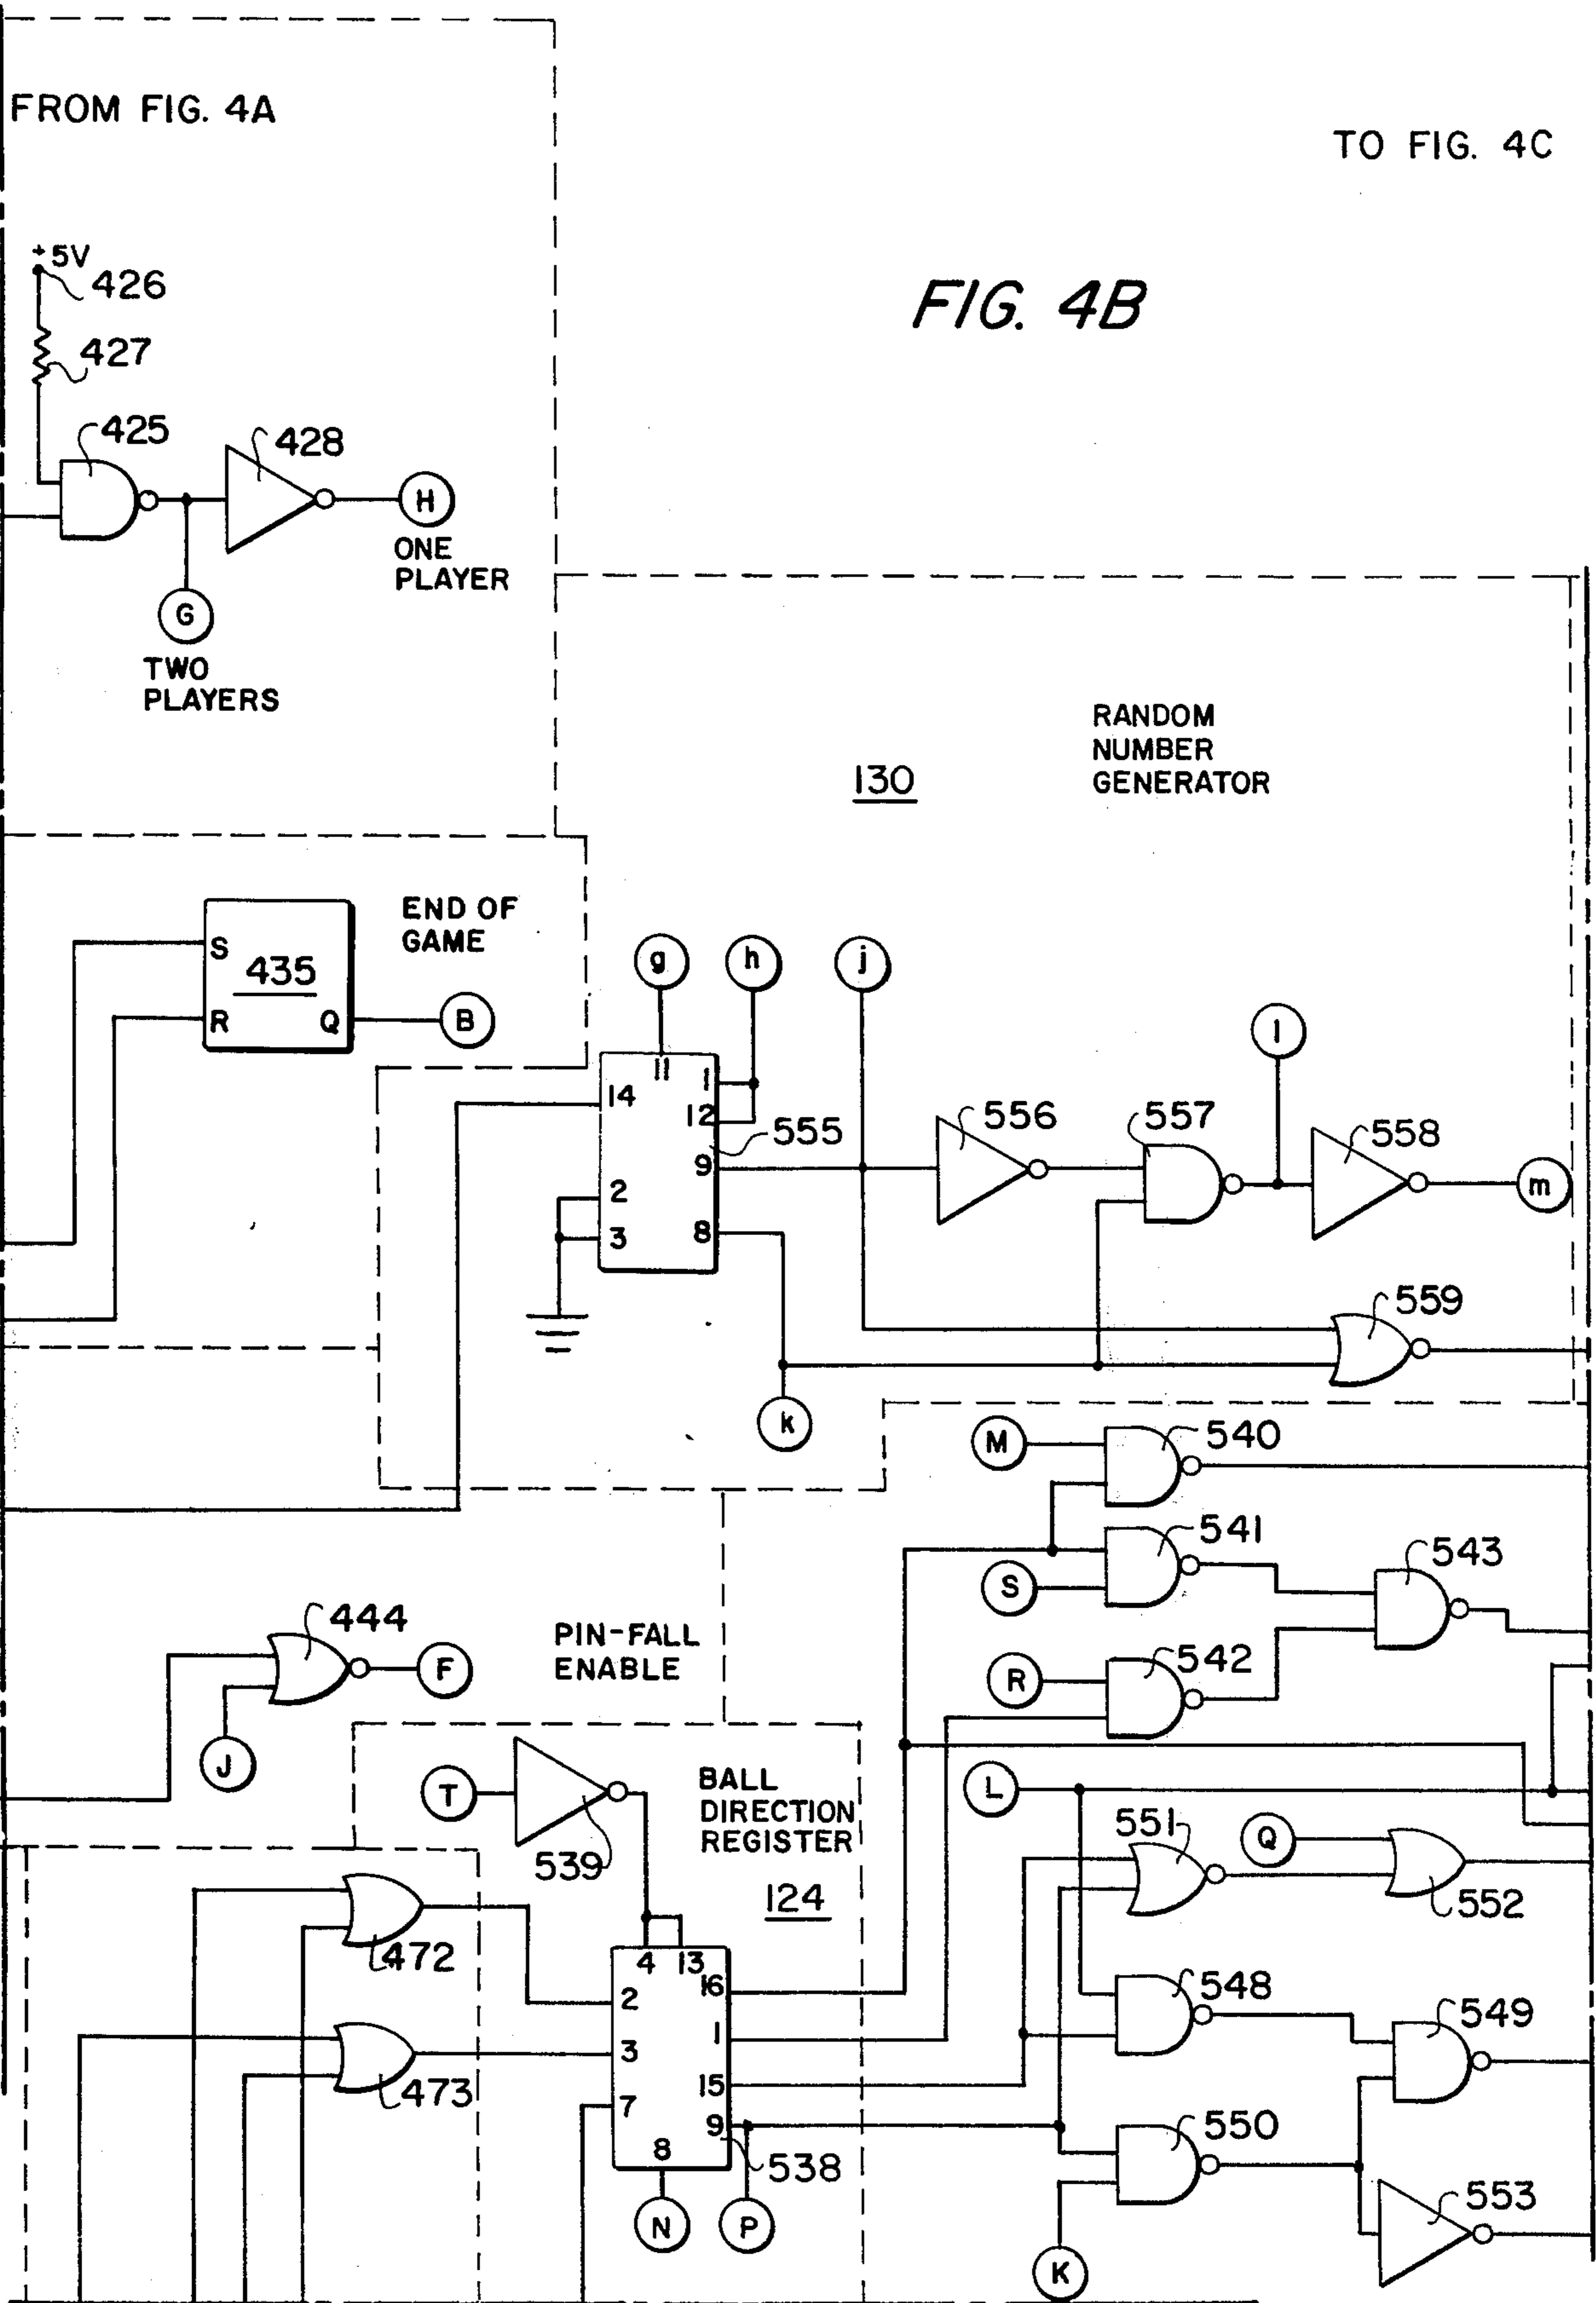 FROM FIG. 4A
TO FIG. 4C
FIG. 4B
+5V
426
427
425
428
H
ONE
PLAYER
G
TWO
PLAYERS
RANDOM
NUMBER
GENERATOR
130
END OF
GAME
S
435
R
Q
B
g
h
j
l
11
14
1
12
555
9
2
3
8
556
557
558
m
559
k
M
540
541
S
543
R
542
444
F
J
PIN-FALL
ENABLE
T
539
BALL
DIRECTION
REGISTER
124
L
551
Q
552
472
473
4
13
16
2
1
3
15
7
9
8
538
N
P
548
549
550
553
K